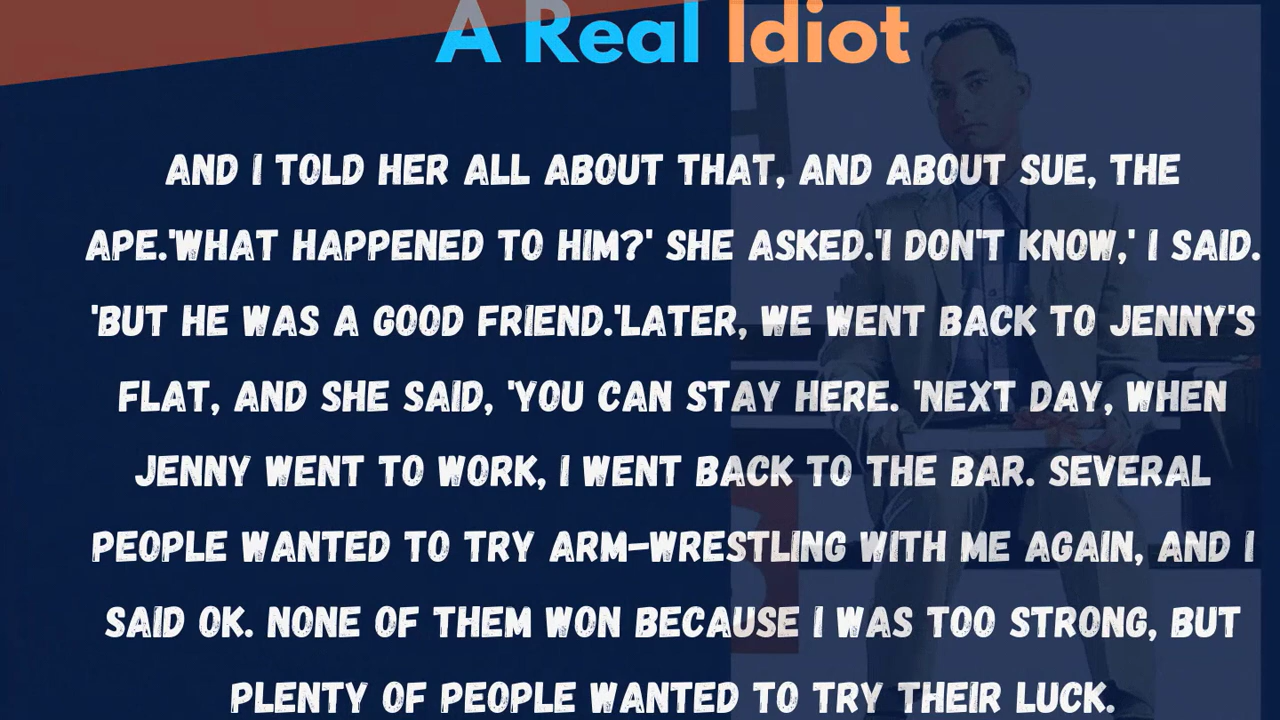 A Real Idiot
AND I TOLD HER ALL ABOUT THAT, AND ABOUT SUE, THE
APE.'WHAT HAPPENED TO HIM?' SHE ASKED.'I DON'T KNOW,' I SAID.
'BUT HE WAS A GOOD FRIEND.'LATER, WE WENT BACK TO JENNY'S
FLAT, AND SHE SAID, 'YOU CAN STAY HERE. 'NEXT DAY, WHEN
JENNY WENT TO WORK, I WENT BACK TO THE BAR. SEVERAL
PEOPLE WANTED TO TRY ARM-WRESTLING WITH ME AGAIN, AND I
SAID OK. NONE OF THEM WON BECAUSE I WAS TOO STRONG, BUT
PLENTY OF PEOPLE WANTED TO TRY THEIR LUCK.